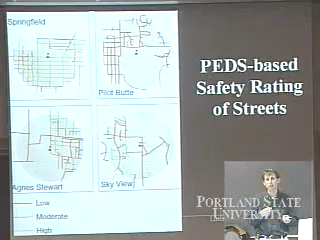 Springfield
Pilot Butte
PEDS-based
Safety Rating
of Streets
Agnes Stewart
Sky View
Low
Moderate
High
PORTLAND STATE
UNIVERSITY